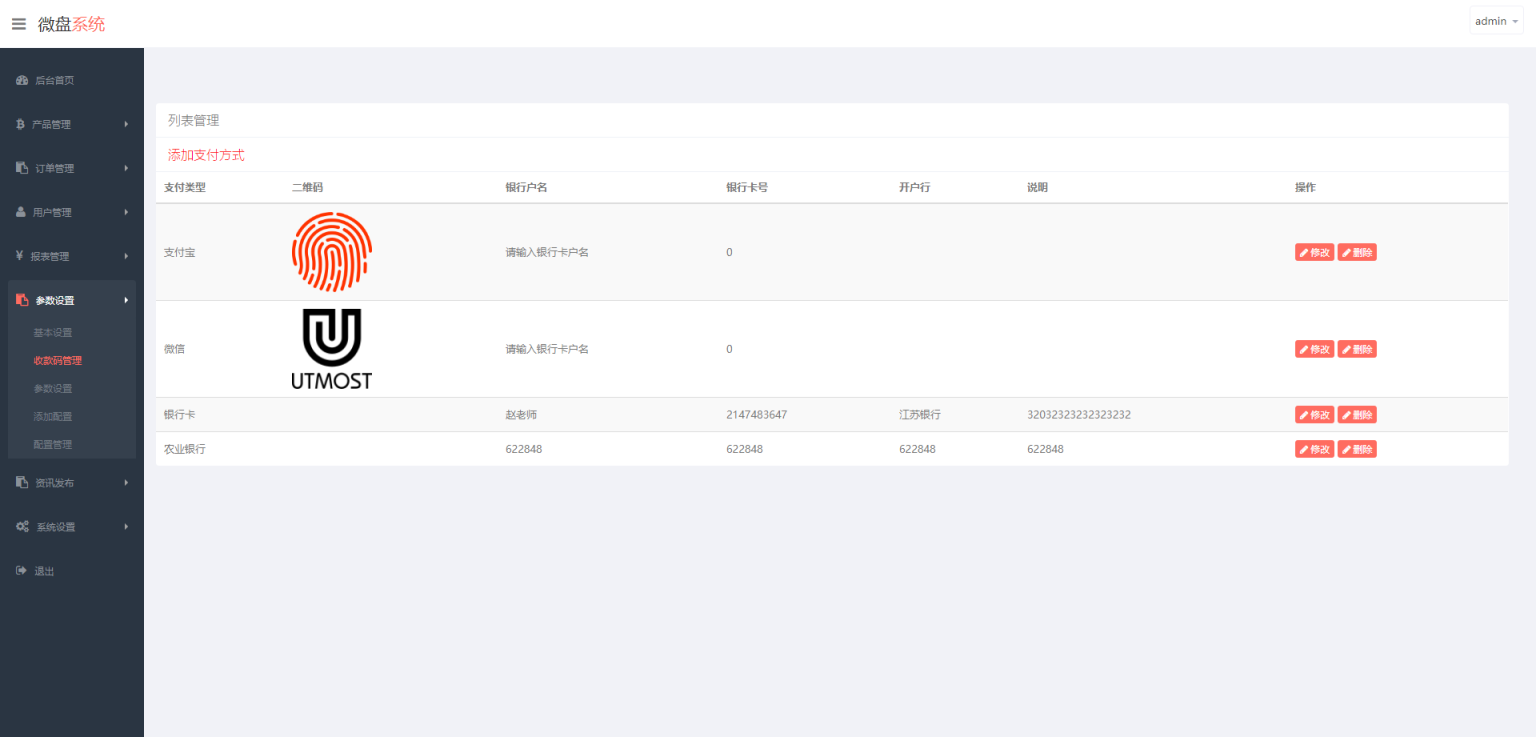 微盘系统
admin
后台首页
产品管理
订单管理
用户管理
报表管理
参数设置
基本设置
收款码管理
参数设置
添加配置
配置管理
资讯发布
系统设置
退出
列表管理
添加支付方式
支付类型 二维码 银行户名 银行卡号 开户行 说明 操作
支付宝 请输入银行卡户名 0 修改 删除
微信 UTMOST 请输入银行卡户名 0 修改 删除
银行卡 赵老师 2147483647 江苏银行 32032323232323232 修改 删除
农业银行 622848 622848 622848 622848 修改 删除